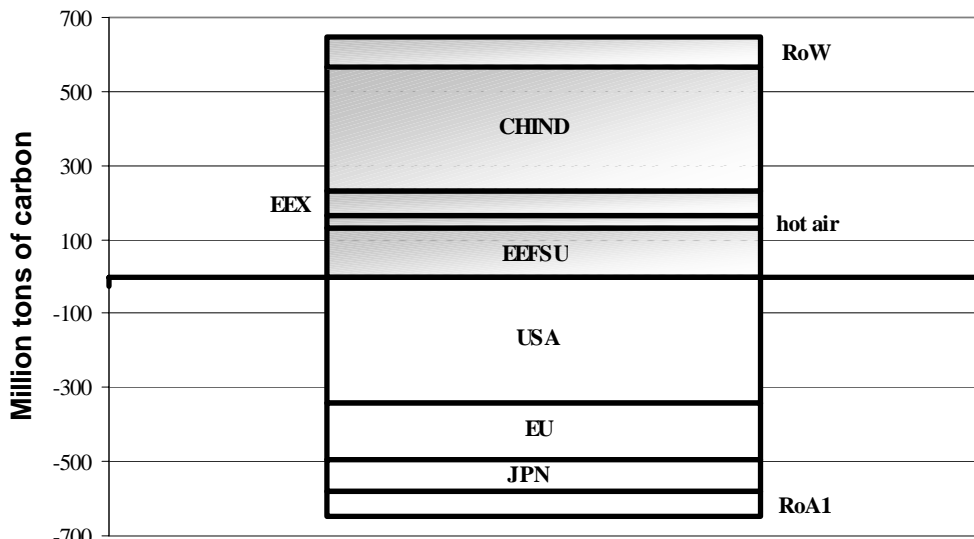 700
500
300
100
-100
-300
-500
-700
Million tons of carbon
RoW
CHIND
EEX
hot air
EEFSU
USA
EU
JPN
RoA1